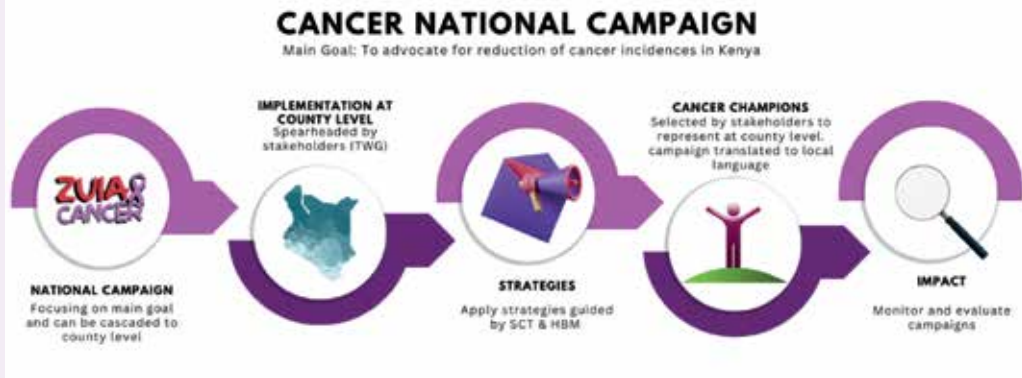 CANCER NATIONAL CAMPAIGN
Main Goal: To advocate for reduction of cancer incidences in Kenya
ZUIA
CANCER
NATIONAL CAMPAIGN
Focusing on main goal
and can be cascaded to
county level
IMPLEMENTATION AT
COUNTY LEVEL
Spearheaded by
stakeholders (TWG)
STRATEGIES
Apply strategies guided
by SCT & HBM
CANCER CHAMPIONS
Selected by stakeholders to
represent at county level.
campaign translated to local
language
IMPACT
Monitor and evaluate
campaigns